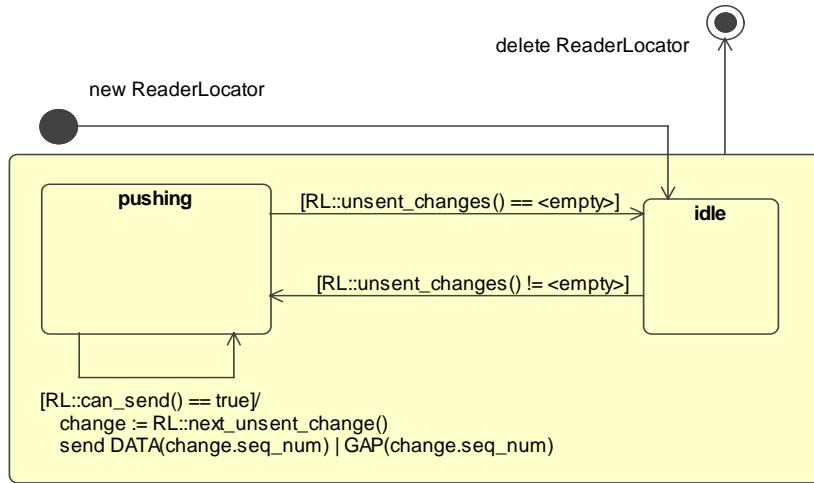 delete ReaderLocator
new ReaderLocator
pushing
[RL::unsent_changes() == <empty>]
idle
[RL::unsent_changes() != <empty>]
[RL::can_send() == true]/
change := RL::next_unsent_change()
send DATA(change.seq_num) | GAP(change.seq_num)